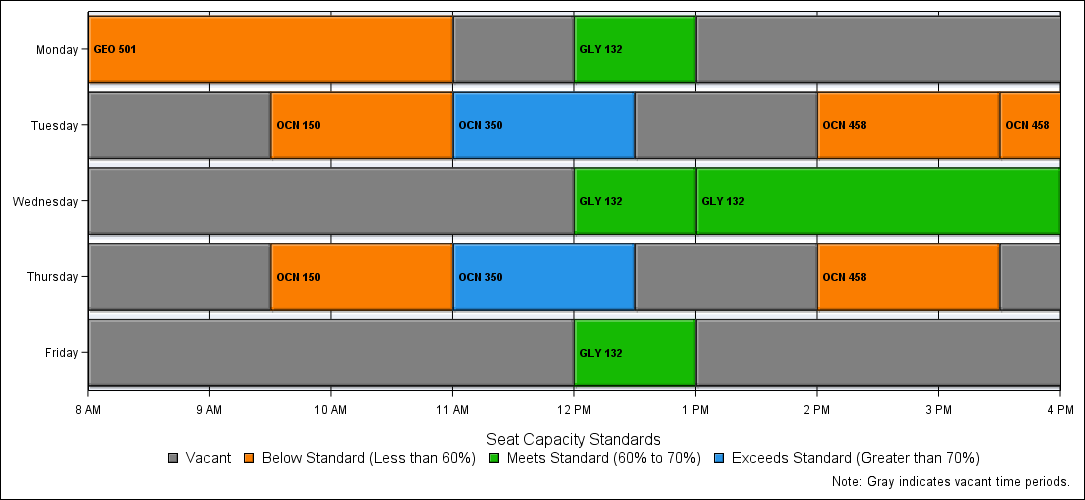 Monday GEO 501 GLY 132
Tuesday OCN 150 OCN 350 OCN 458 OCN 458
Wednesday GLY 132 GLY 132
Thursday OCN 150 OCN 350 OCN 458
Friday GLY 132
8 AM 9 AM 10 AM 11 AM 12 PM 1 PM 2 PM 3 PM 4 PM
Seat Capacity Standards
Vacant Below Standard (Less than 60%) Meets Standard (60% to 70%) Exceeds Standard (Greater than 70%)
Note: Gray indicates vacant time periods.